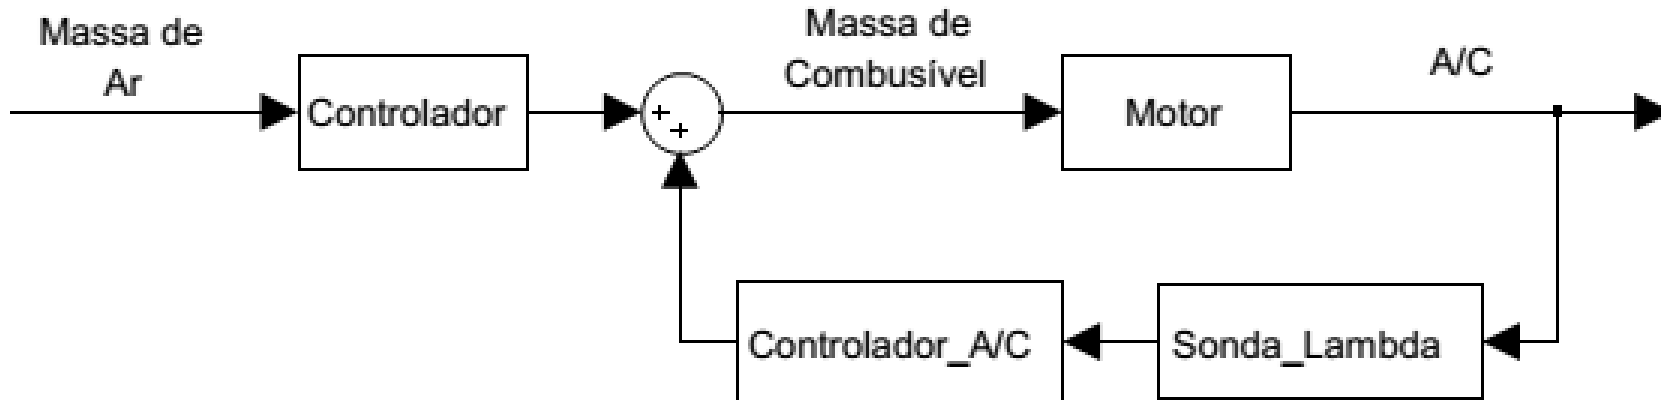 Massa de
Ar
Controlador
+
+
Massa de
Combusível
Motor
A/C
Controlador_A/C
Sonda_Lambda